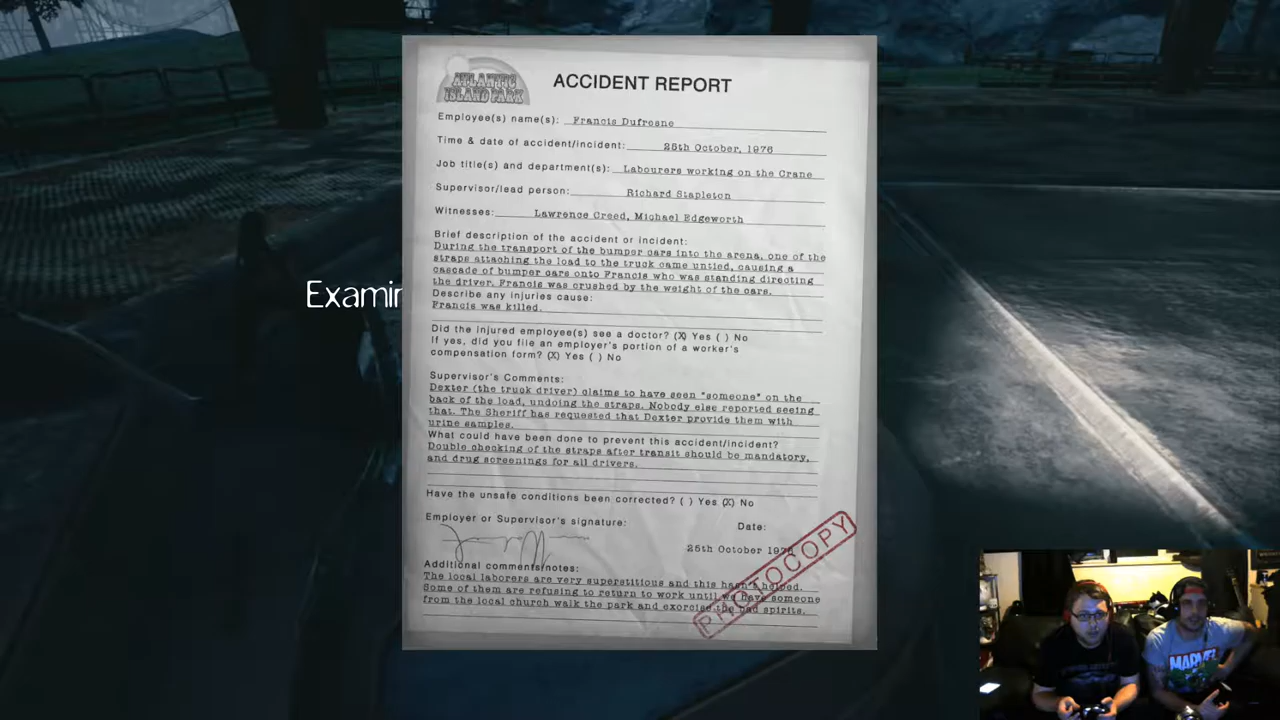 ATLANTIC
ISLAND PARK
ACCIDENT REPORT
Employee(s) name(s): Francis Dufresne
Time & date of accident/incident: 25th October, 1976
Job title(s) and department(s): Labourers working on the Crane
Supervisor/lead person: Richard Stapleton
Witnesses: Lawrence Creed, Michael Edgeworth
Brief description of the accident or incident:
During the transport of the bumper cars into the arena, one of the
straps attaching the load to the truck came untied, causing a
cascade of bumper cars onto Francis who was standing directing
the driver. Francis was crushed by the weight of the cars.
Describe any injuries cause:
Francis was killed.
Did the injured employee(s) see a doctor? (X) Yes ( ) No
If yes, did you file an employer's portion of a worker's
compensation form? (X) Yes ( ) No
Supervisor's Comments:
Dexter (the truck driver) claims to have seen "someone" on the
back of the load, undoing the straps. Nobody else reported seeing
that. The Sheriff has requested that Dexter provide them with
urine samples.
What could have been done to prevent this accident/incident?
Double checking of the straps after transit should be mandatory,
and drug screenings for all drivers.
Have the unsafe conditions been corrected? ( ) Yes (X) No
Employer or Supervisor's signature:
Date:
25th October 1976
Additional comments/notes:
The local laborers are very superstitious and this hasn't helped.
Some of them are refusing to return to work until we have someone
from the local church walk the park and exorcise the bad spirits.
PHOTOCOPY
Examin
MARVEL